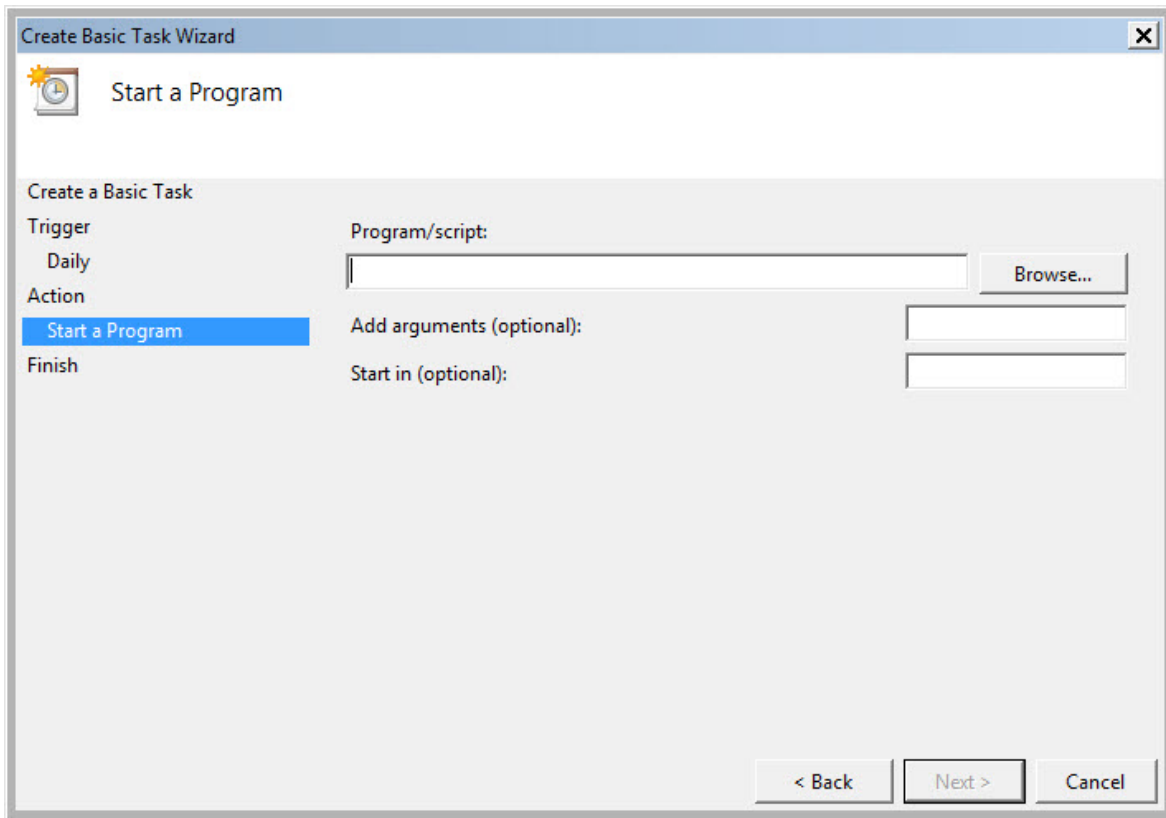 Create Basic Task Wizard
Start a Program
Create a Basic Task
Trigger
Daily
Action
Start a Program
Finish
Program/script:
Browse...
Add arguments (optional):
Start in (optional):
< Back
Next >
Cancel